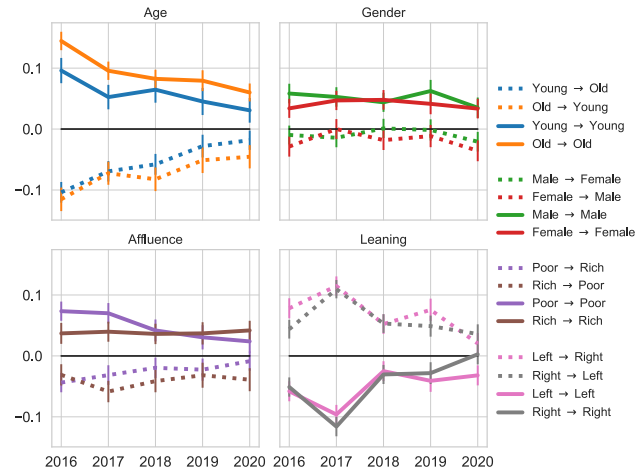 Age
Gender
0.1
0.0
−0.1
Young → Old
Old → Young
Young → Young
Old → Old
Male → Female
Female → Male
Male → Male
Female → Female
Affluence
Leaning
0.1
0.0
−0.1
Poor → Rich
Rich → Poor
Poor → Poor
Rich → Rich
Left → Right
Right → Left
Left → Left
Right → Right
2016 2017 2018 2019 2020
2016 2017 2018 2019 2020